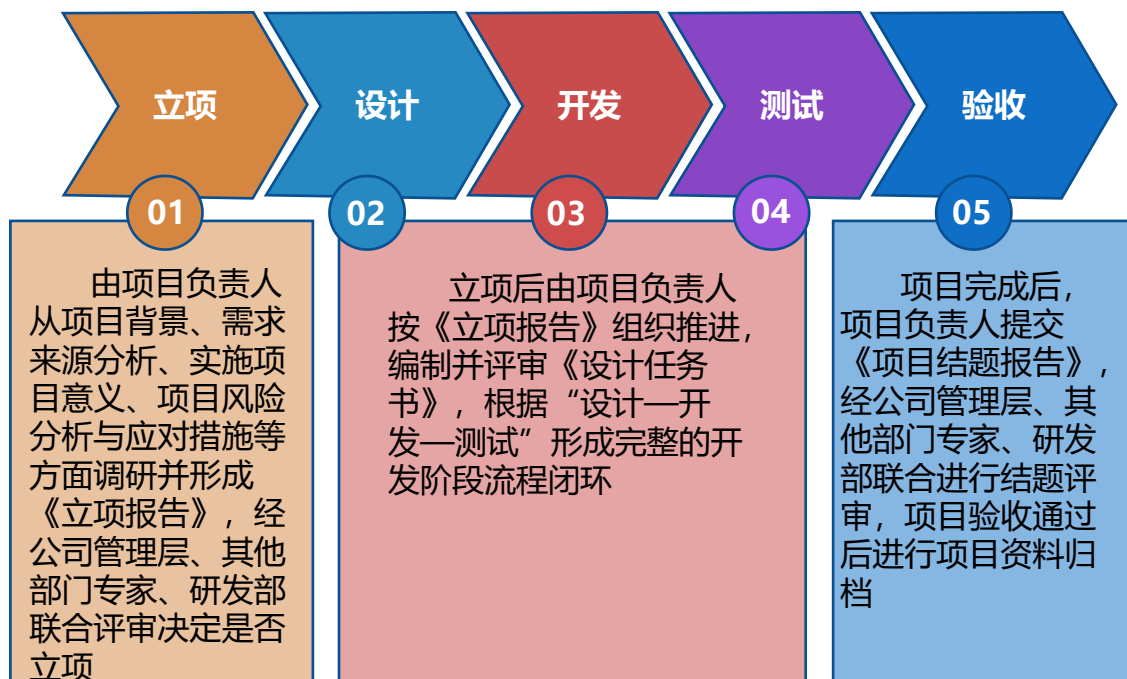 立项
设计
开发
测试
验收
01
02
03
04
05
由项目负责人
从项目背景、需求
来源分析、实施项
目意义、项目风险
分析与应对措施等
方面调研并形成
《立项报告》，经
公司管理层、其他
部门专家、研发部
联合评审决定是否
立项
立项后由项目负责人
按《立项报告》组织推进，
编制并评审《设计任务
书》，根据“设计—开
发—测试”形成完整的开
发阶段流程闭环
项目完成后，
项目负责人提交
《项目结题报告》，
经公司管理层、其
他部门专家、研发
部联合进行结题评
审，项目验收通过
后进行项目资料归
档